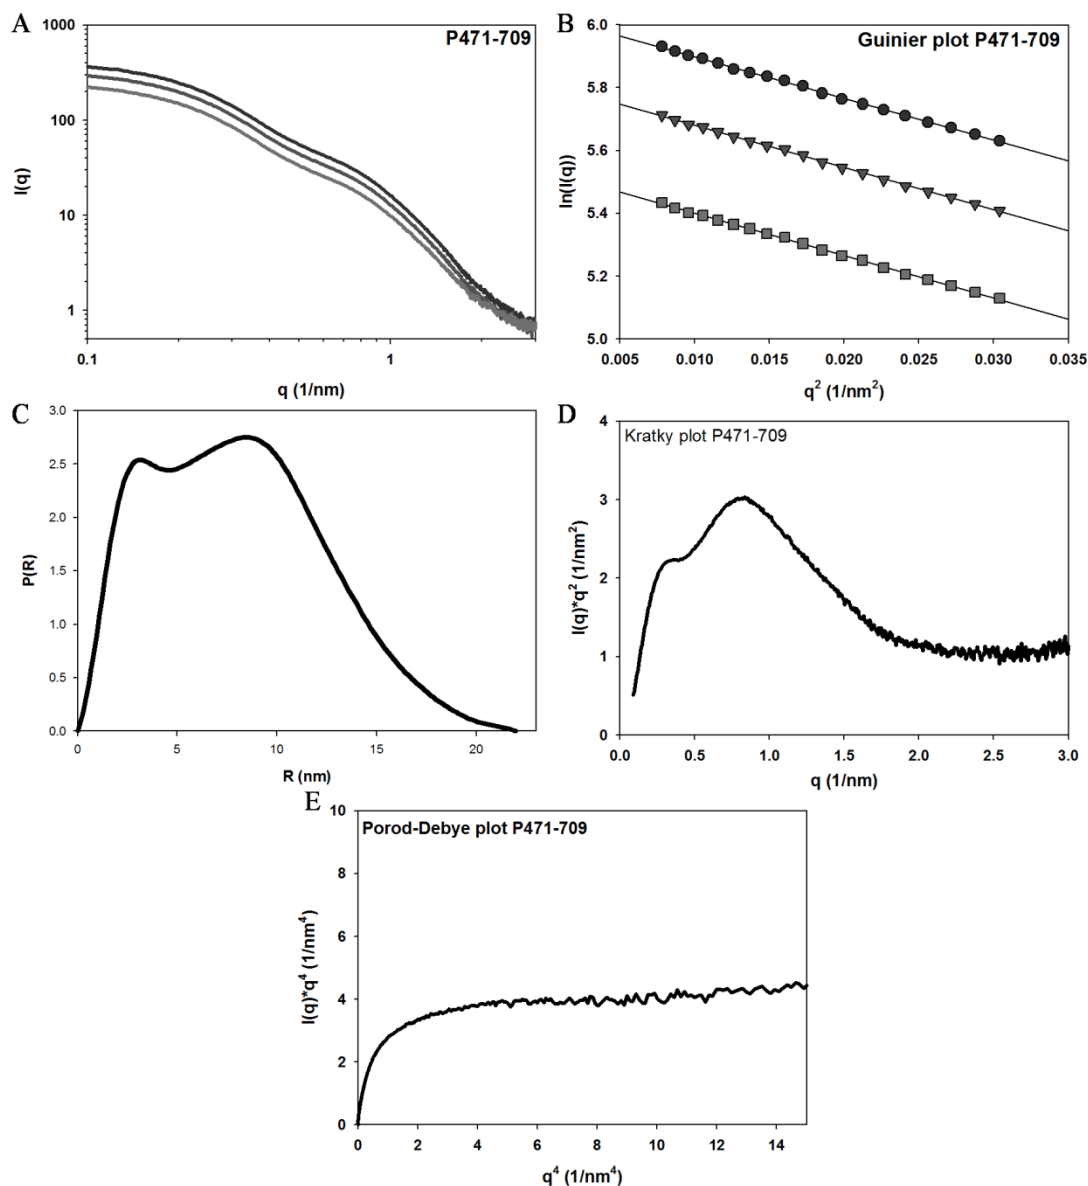 A
P471-709
1000
100
10
1
I(q)
0.1
1
q (1/nm)
B
Guinier plot P471-709
6.0
5.8
5.6
5.4
5.2
5.0
ln(I(q))
0.005 0.010 0.015 0.020 0.025 0.030 0.035
q² (1/nm²)
C
3.0
2.5
2.0
1.5
1.0
0.5
0.0
P(R)
0 5 10 15 20
R (nm)
D
Kratky plot P471-709
4
3
2
1
0
I(q)*q² (1/nm²)
0.0 0.5 1.0 1.5 2.0 2.5 3.0
q (1/nm)
E
Porod-Debye plot P471-709
10
8
6
4
2
0
I(q)*q⁴ (1/nm⁴)
0 2 4 6 8 10 12 14
q⁴ (1/nm⁴)